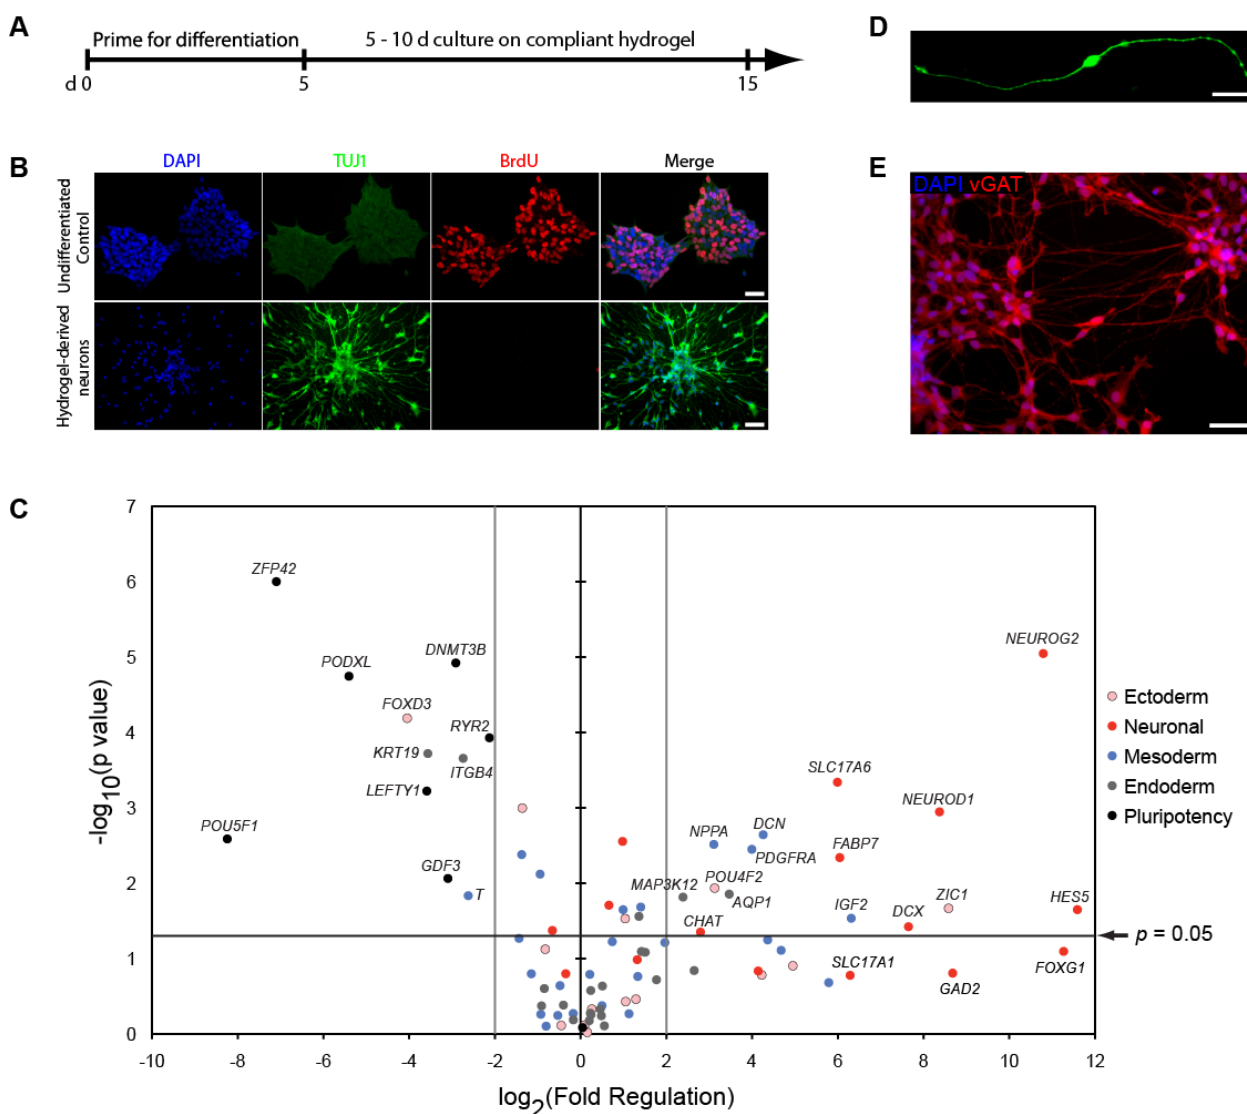 A
Prime for differentiation
5 - 10 d culture on compliant hydrogel
d 0
5
15
D
B
DAPI
TUJ1
BrdU
Merge
Undifferentiated
Control
Hydrogel-derived
neurons
E
DAPI vGAT
C
7
6
5
4
3
2
1
0
-log10(p value)
-10
-8
-6
-4
-2
0
2
4
6
8
10
12
log2(Fold Regulation)
ZFP42
PODXL
DNMT3B
FOXD3
RYR2
KRT19
ITGB4
LEFTY1
POU5F1
GDF3
T
NEUROG2
SLC17A6
NEUROD1
NPPA
DCN
PDGFRA
FABP7
MAP3K12
POU4F2
AQP1
ZIC1
HES5
IGF2
DCX
CHAT
SLC17A1
GAD2
FOXG1
p = 0.05
Ectoderm
Neuronal
Mesoderm
Endoderm
Pluripotency